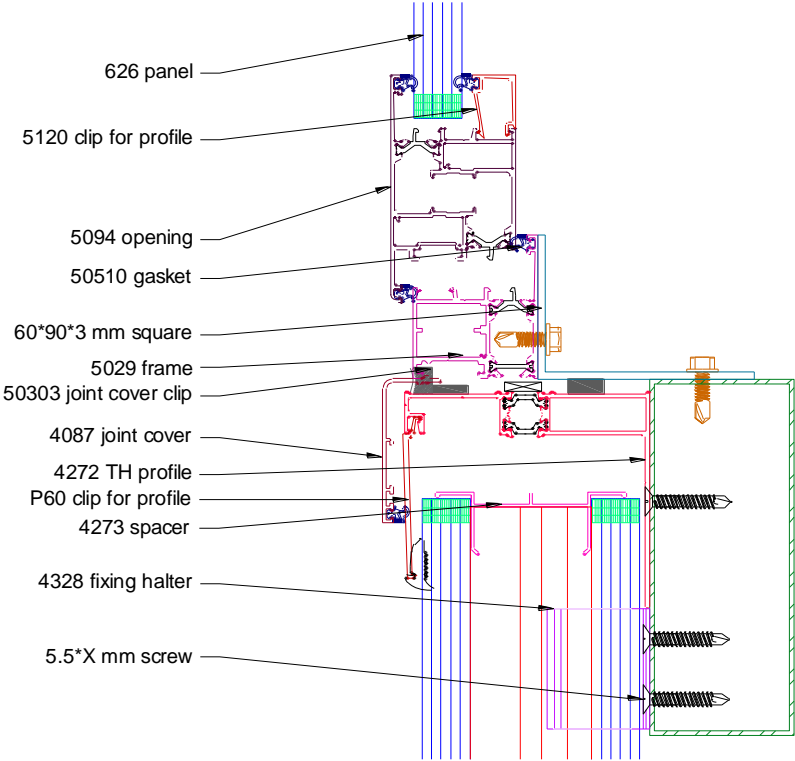 626 panel
5120 clip for profile
5094 opening
50510 gasket
60*90*3 mm square
5029 frame
50303 joint cover clip
4087 joint cover
4272 TH profile
P60 clip for profile
4273 spacer
4328 fixing halter
5.5*X mm screw